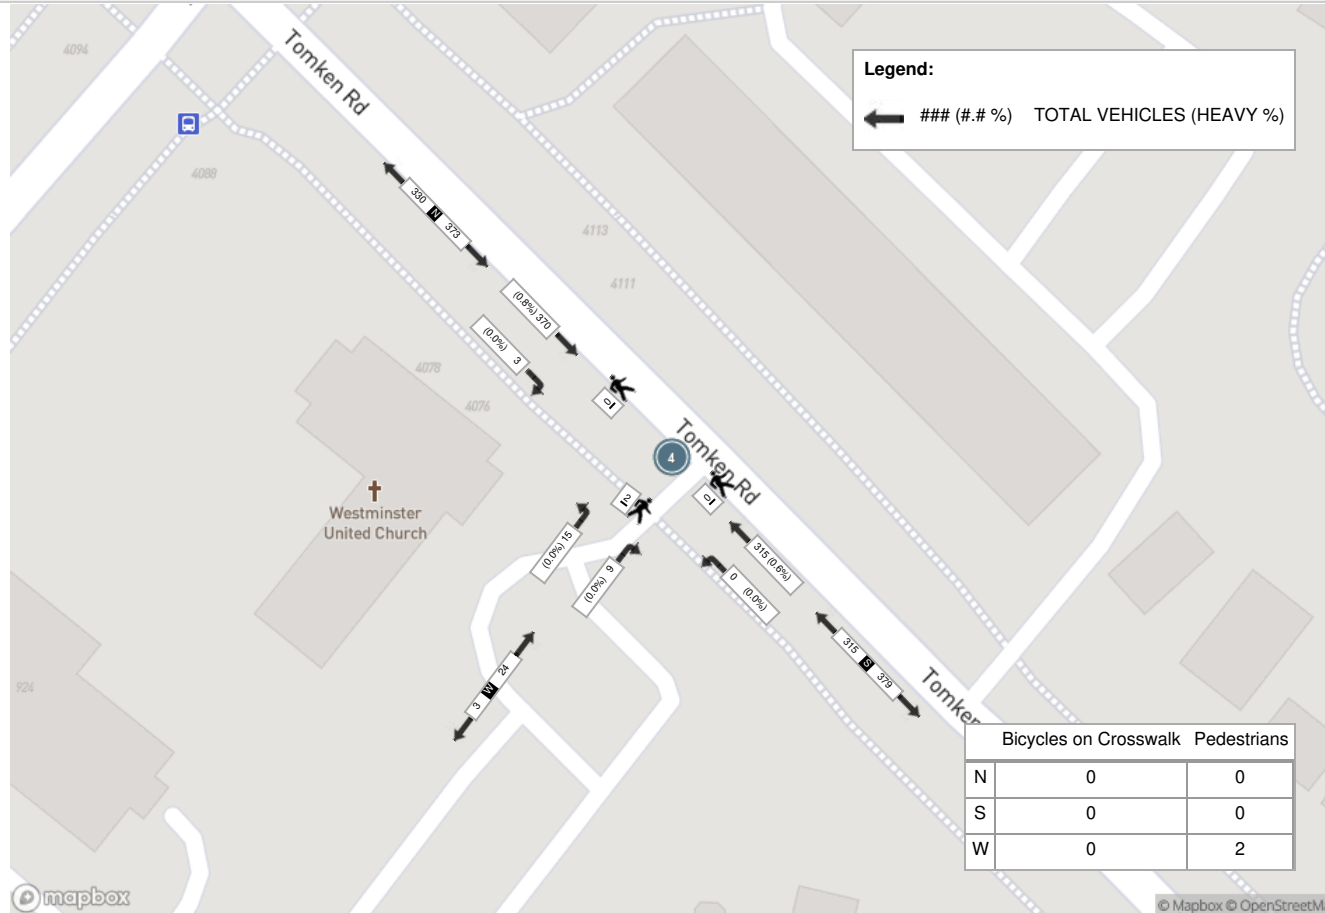 Tomken Rd
4094
Legend:
### (#.# %) TOTAL VEHICLES (HEAVY %)
4088
330 N 373
4113
4111
(0.8%) 370
(0.0%) 3
4078
4076
0
Tomken Rd
4
0
2
Westminster
United Church
(0.0%) 15
(0.0%) 9
315 (0.6%)
0 (0.0%)
315 S 379
3 W 24
924
Tomken
Bicycles on Crosswalk Pedestrians
N 0 0
S 0 0
W 0 2
mapbox
© Mapbox © OpenStreetM